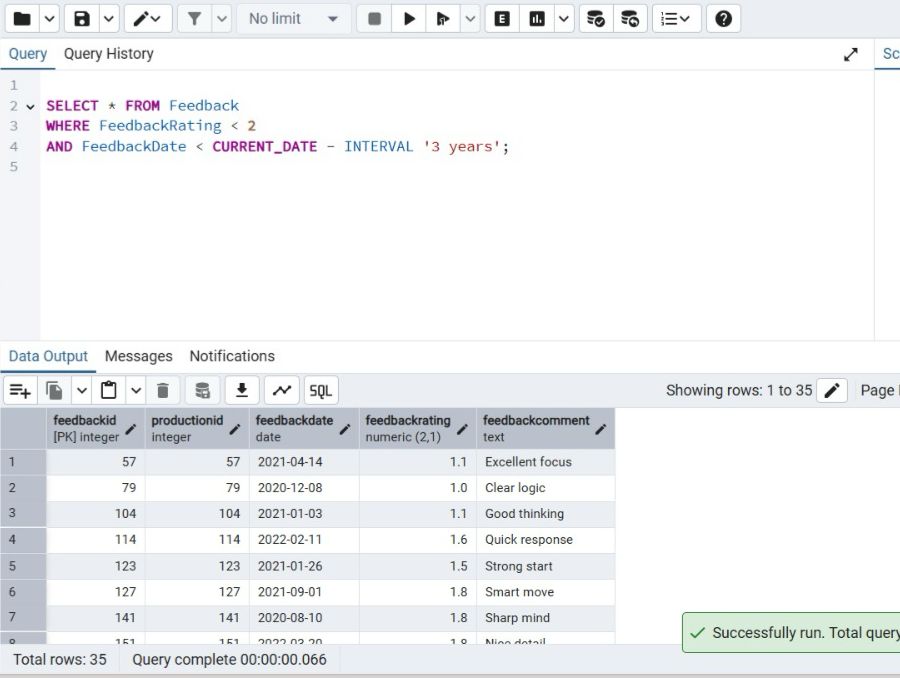 No limit
E
Query Query History Sc
1
2 SELECT * FROM Feedback
3 WHERE FeedbackRating < 2
4 AND FeedbackDate < CURRENT_DATE - INTERVAL '3 years';
5
Data Output Messages Notifications
SQL Showing rows: 1 to 35 Page
feedbackid productionid feedbackdate feedbackrating feedbackcomment
[PK] integer integer date numeric (2,1) text
1 57 57 2021-04-14 1.1 Excellent focus
2 79 79 2020-12-08 1.0 Clear logic
3 104 104 2021-01-03 1.1 Good thinking
4 114 114 2022-02-11 1.6 Quick response
5 123 123 2021-01-26 1.5 Strong start
6 127 127 2021-09-01 1.8 Smart move
7 141 141 2020-08-10 1.8 Sharp mind
8 151 151 2022-03-20 1.8 Nice detail
Successfully run. Total query
Total rows: 35 Query complete 00:00:00.066